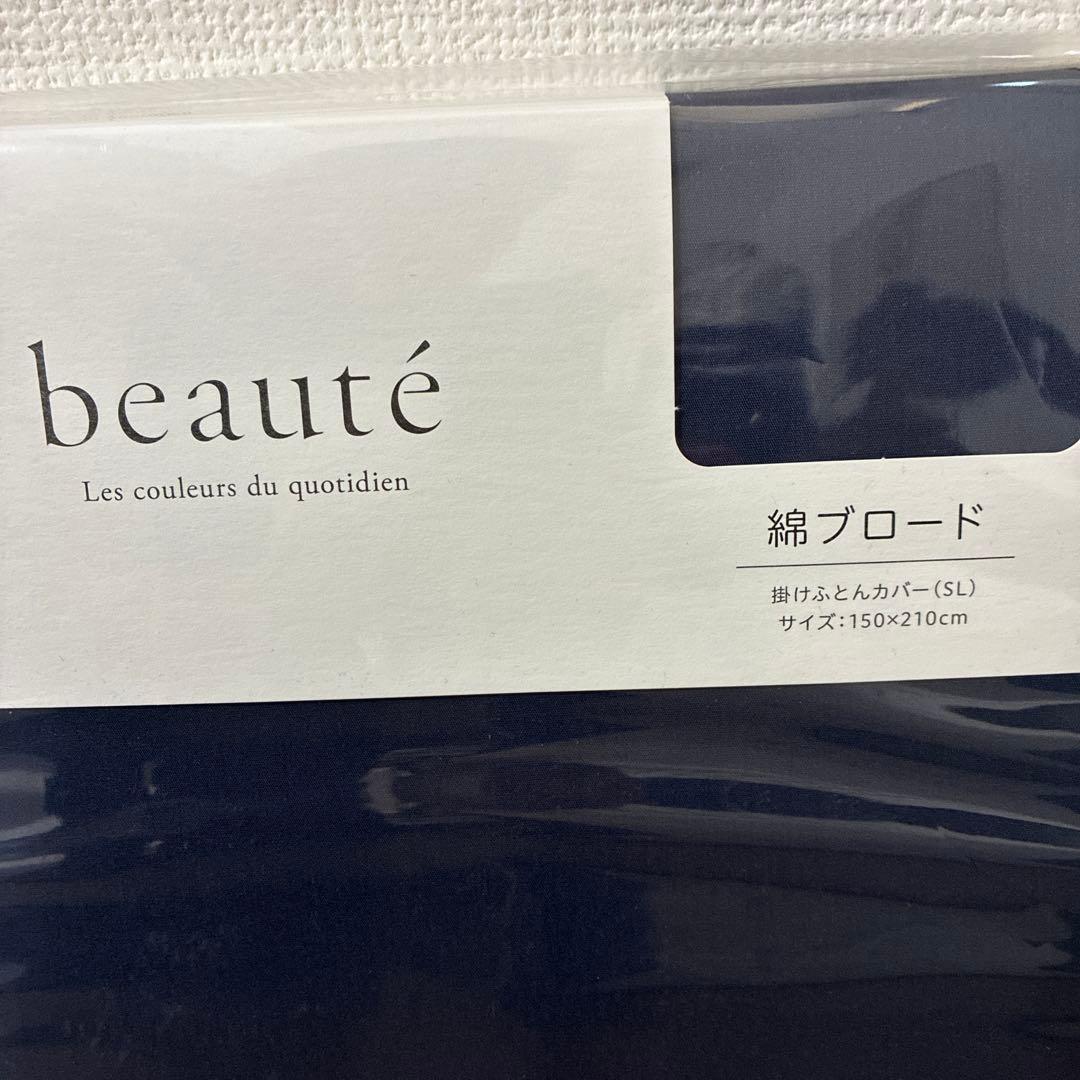 beauté
Les couleurs du quotidien
綿ブロード
掛けふとんカバー（SL）
サイズ：150×210cm